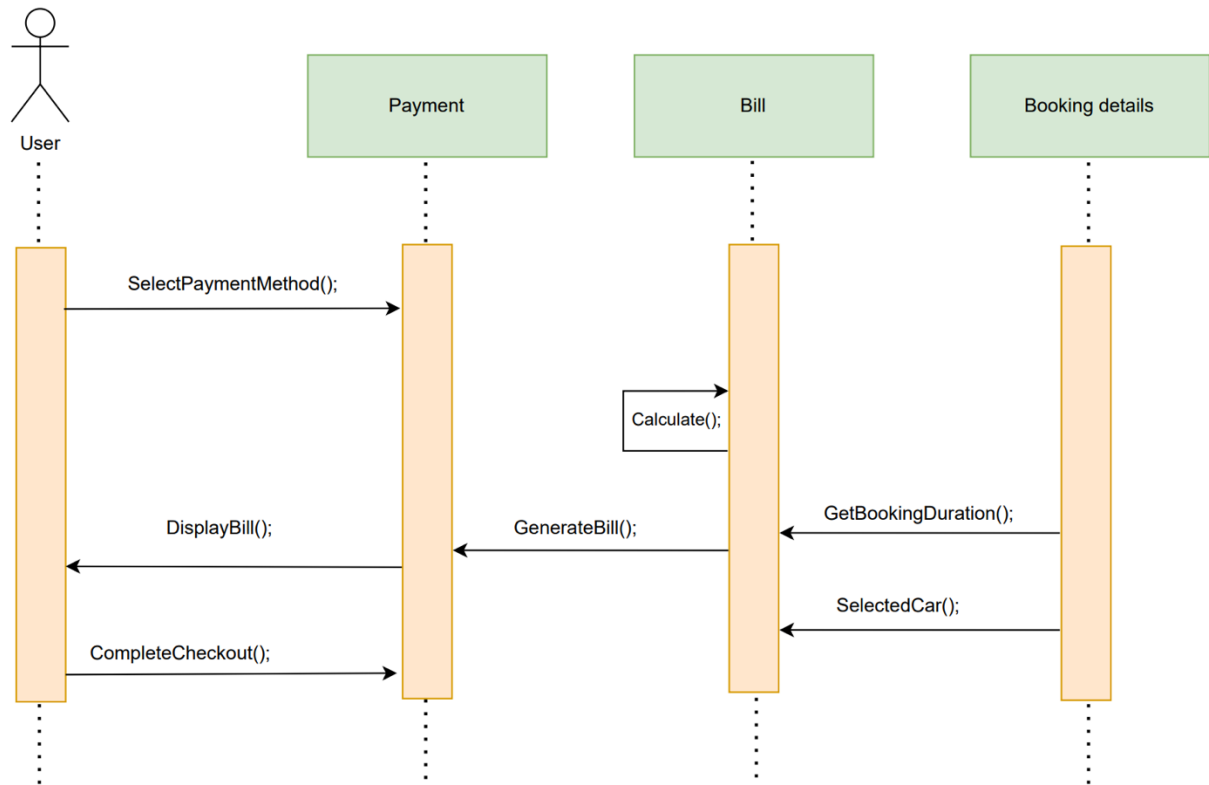 User
Payment
Bill
Booking details
SelectPaymentMethod();
Calculate();
GetBookingDuration();
DisplayBill();
GenerateBill();
SelectedCar();
CompleteCheckout();